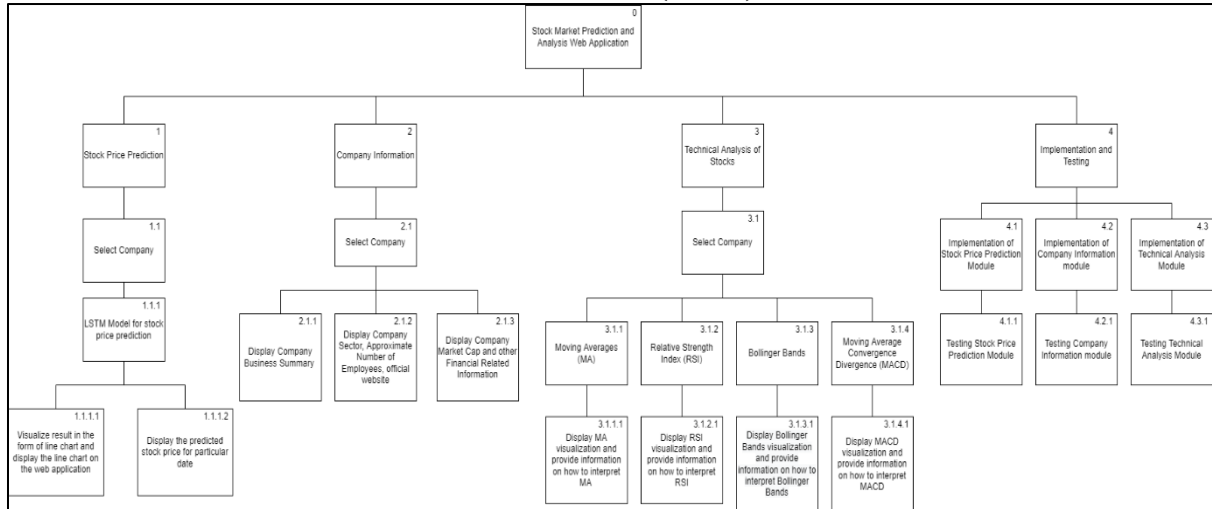 0
Stock Market Prediction and
Analysis Web Application
1
Stock Price Prediction
2
Company Information
3
Technical Analysis of
Stocks
4
Implementation and
Testing
1.1
Select Company
2.1
Select Company
3.1
Select Company
4.1
Implementation of
Stock Price Prediction
Module
4.2
Implementation of
Company Information
module
4.3
Implementation of
Technical Analysis
Module
1.1.1
LSTM Model for stock
price prediction
2.1.1
Display Company
Business Summary
2.1.2
Display Company
Sector, Approximate
Number of
Employees, official
website
2.1.3
Display Company
Market Cap and other
Financial Related
Information
3.1.1
Moving Averages
(MA)
3.1.2
Relative Strength
Index (RSI)
3.1.3
Bollinger Bands
3.1.4
Moving Average
Convergence
Divergence (MACD)
4.1.1
Testing Stock Price
Prediction Module
4.2.1
Testing Company
Information module
4.3.1
Testing Technical
Analysis Module
1.1.1.1
Visualize result in the
form of line chart and
display the line chart on
the web application
1.1.1.2
Display the predicted
stock price for particular
date
3.1.1.1
Display MA
visualization and
provide information
on how to interpret
MA
3.1.2.1
Display RSI
visualization and
provide information
on how to interpret
RSI
3.1.3.1
Display Bollinger
Bands visualization
and provide
information on how to
interpret Bollinger
Bands
3.1.4.1
Display MACD
visualization and
provide information
on how to interpret
MACD